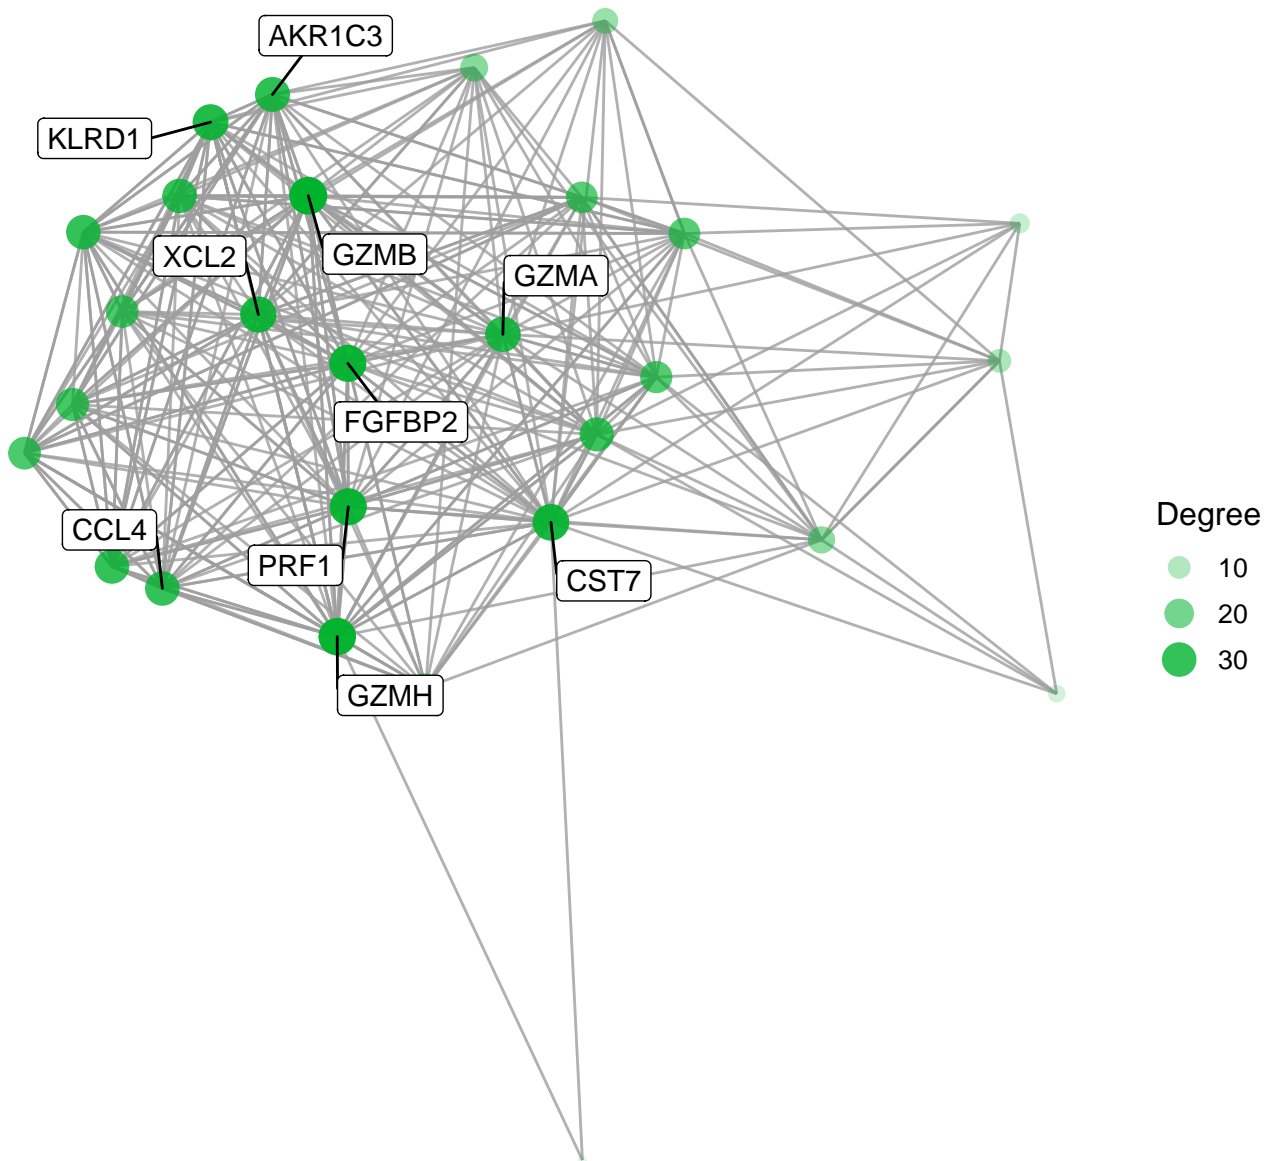 AKR1C3
KLRD1
XCL2
GZMB
GZMA
FGFBP2
CCL4
PRF1
CST7
GZMH
Degree
10
20
30